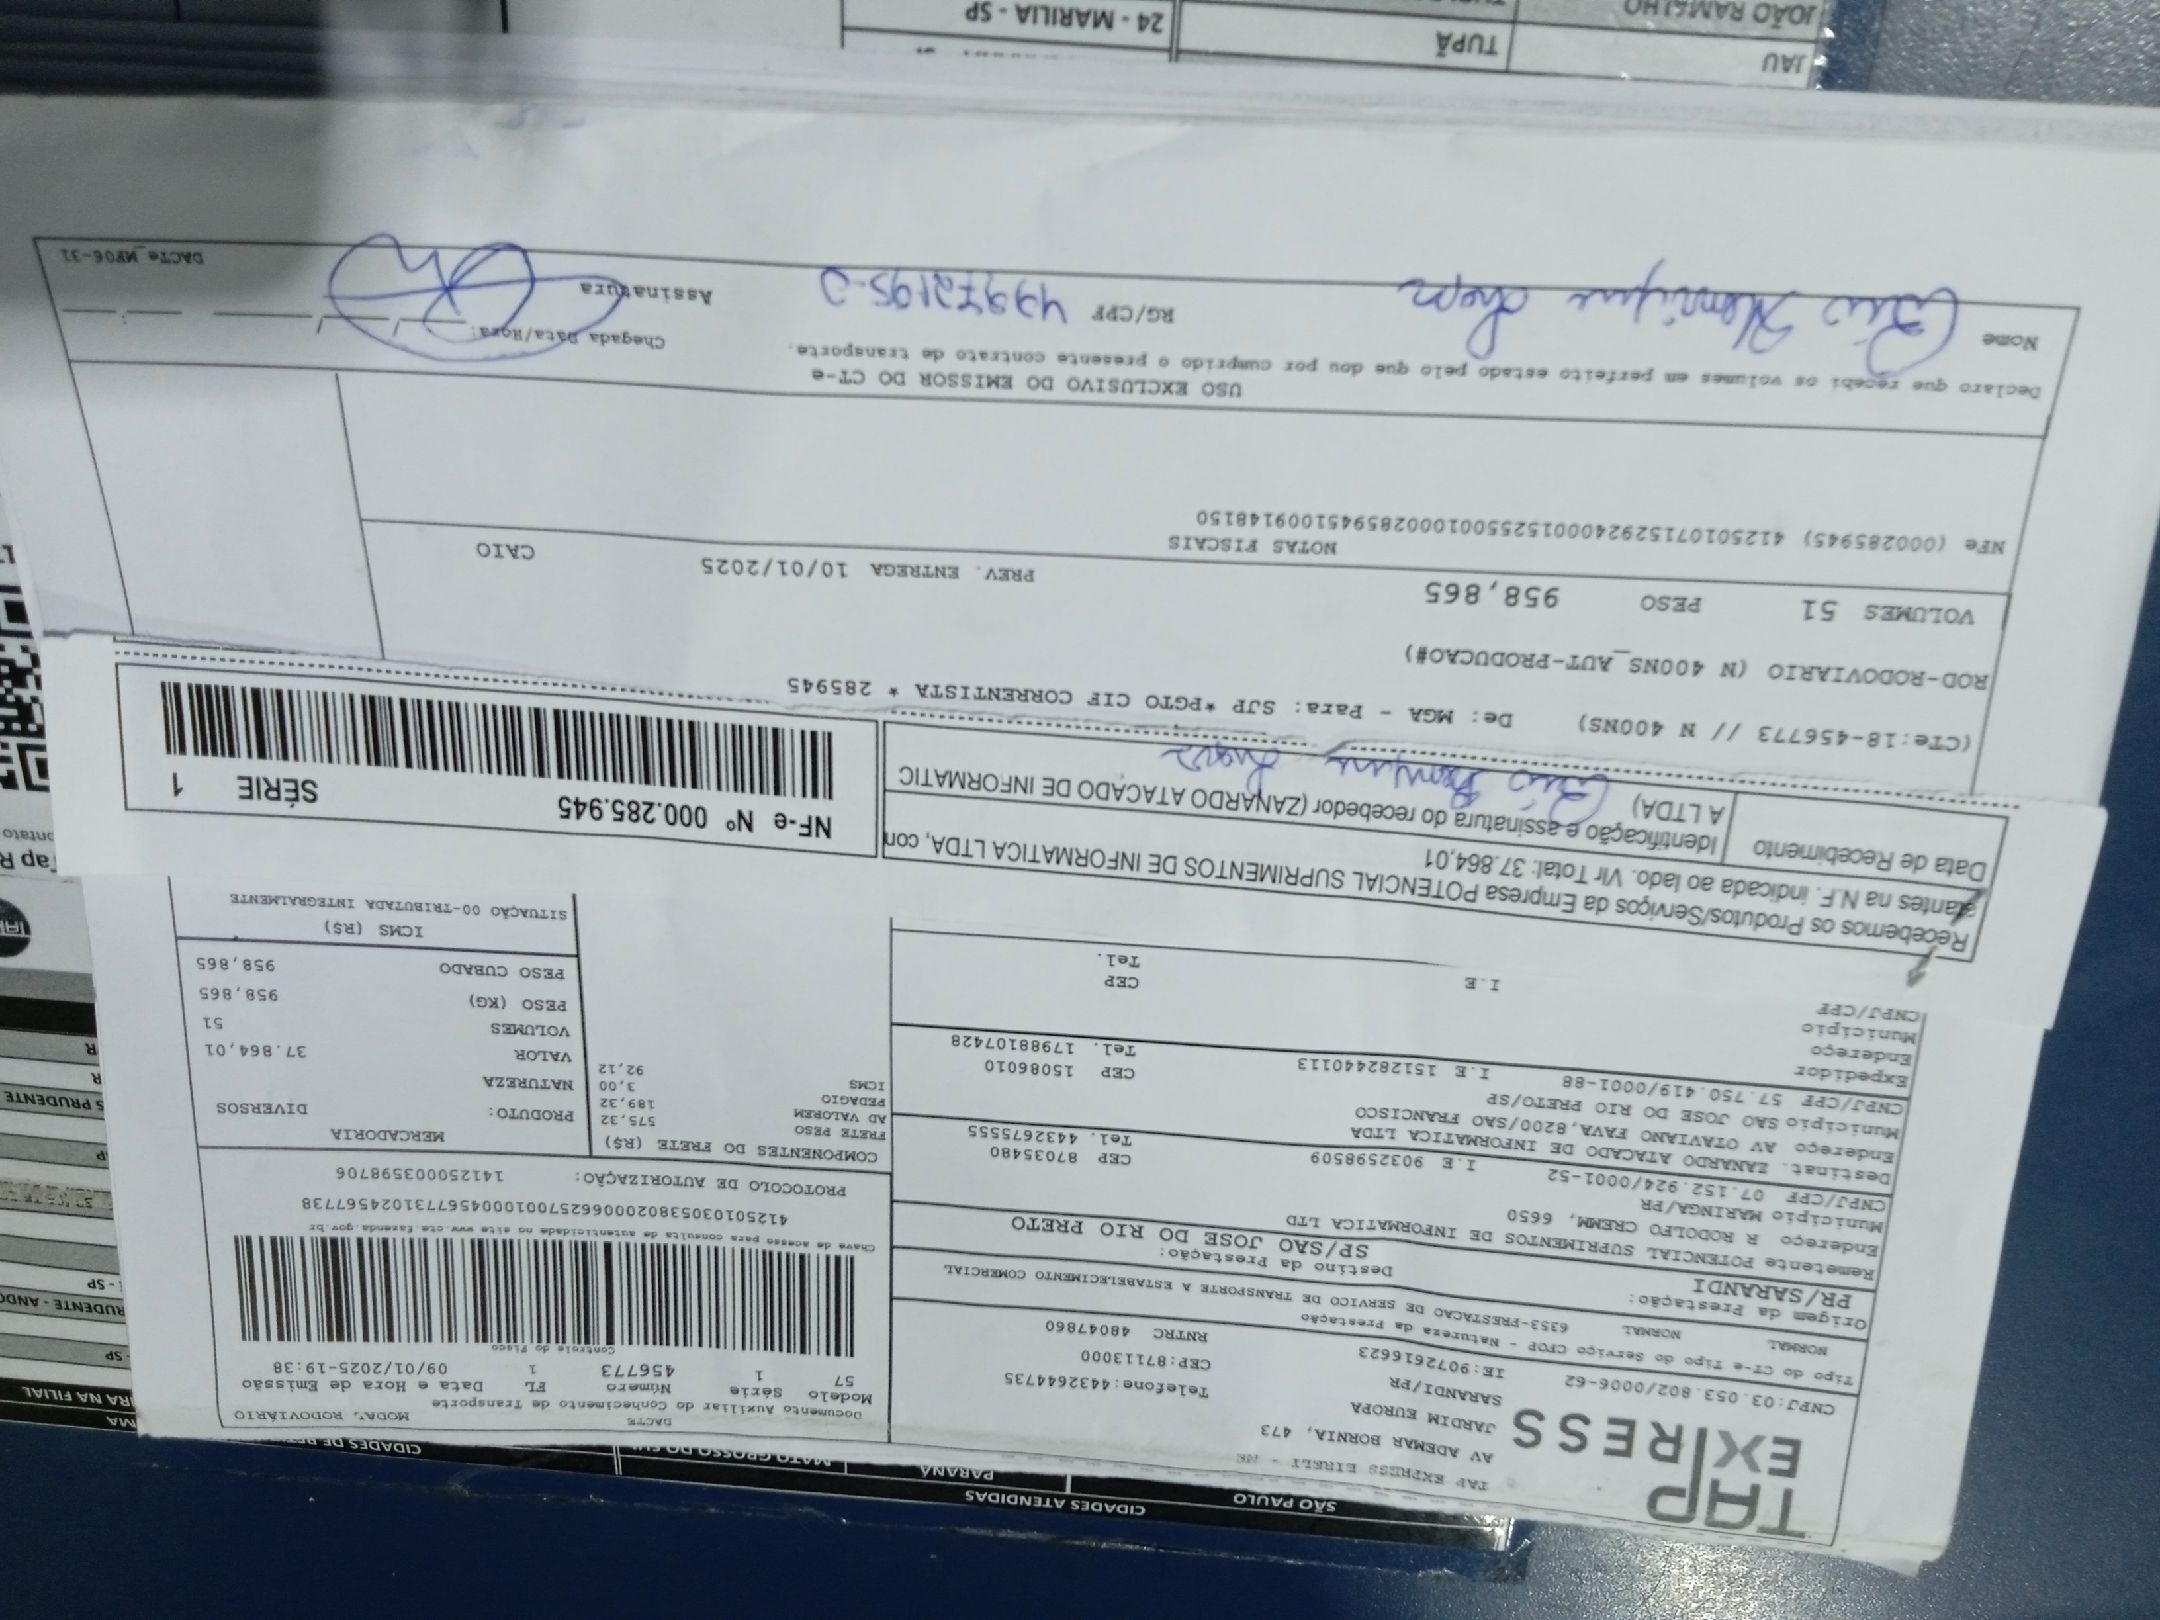 CIDADES ATENDIDAS
SÃO PAULO
PARANÁ
MATO GROSSO DO SUL
TAP
EXPRESS
TAP EXPRESS EIRELI - ME
AV ADEMAR BORNIA, 473
JARDIM EUROPA
SARANDI/PR
Telefone:4432644735
CNPJ:03.053.802/0006-62
IE:9072616623
CEP:87113000
RNTRC 48047860
DACTE
MODAL RODOVIÁRIO
Documento Auxiliar do Conhecimento de Transporte
Modelo Série Número FL Data e Hora de Emissão
57 1 456773 1 09/01/2025-19:38
Controle do Fisco
Tipo do CT-e Tipo do Serviço CFOP - Natureza da Prestação
NORMAL NORMAL 6353-PRESTACAO DE SERVICO DE TRANSPORTE A ESTABELECIMENTO COMERCIAL
Origem da Prestação:
PR/SARANDI
Destino da Prestação:
SP/SAO JOSE DO RIO PRETO
Chave de acesso para consulta de autenticidade no site www.cte.fazenda.gov.br
41250103053802000662570010004567731024567738
PROTOCOLO DE AUTORIZAÇÃO: 141250003598706
Remetente POTENCIAL SUPRIMENTOS DE INFORMATICA LTD
Endereço R RODOLFO CREMM, 6650
Município MARINGA/PR
CEP 87035480
CNPJ/CPF 07.152.924/0001-52
I.E 9032598509
Tel. 4432675555
Destinat. ZANARDO ATACADO DE INFORMATICA LTDA
Endereço AV OTAVIANO FAVA,8200/SAO FRANCISCO
Município SAO JOSE DO RIO PRETO/SP
CEP 15086010
CNPJ/CPF 57.750.419/0001-88
I.E 151282440113
Tel. 17988107428
Expedidor
Endereço
Município
CEP
CNPJ/CPF
I.E
Tel.
COMPONENTES DO FRETE (R$)
FRETE PESO 575,32
AD VALOREM 189,32
PEDAGIO 3,00
ICMS 92,12
MERCADORIA
PRODUTO: DIVERSOS
NATUREZA
VALOR 37.864,01
VOLUMES 51
PESO (KG) 958,865
PESO CUBADO 958,865
ICMS (R$)
SITUAÇÃO 00-TRIBUTADA INTEGRALMENTE
Recebemos os Produtos/Serviços da Empresa POTENCIAL SUPRIMENTOS DE INFORMATICA LTDA, con
stantes na N.F. indicada ao lado. Vlr Total: 37.864,01
Data de Recebimento
Identificação e assinatura do recebedor (ZANARDO ATACADO DE INFORMATIC
A LTDA)
NF-e Nº 000.285.945 SÉRIE 1
(CTe:18-456773 // N 400NS) De: MGA - Para: SJP *PGTO CIF CORRENTISTA * 285945
ROD-RODOVIARIO (N 400NS_AUT-PRODUCAO#)
VOLUMES 51 PESO 958,865 PREV. ENTREGA 10/01/2025 CAIO
NOTAS FISCAIS
NFe (000285945) 41250107152924000152550010002859451009148150
USO EXCLUSIVO DO EMISSOR DO CT-e
Declaro que recebi os volumes em perfeito estado pelo que dou por cumprido o presente contrato de transporte.
Nome
RG/CPF
Chegada Data/Hora:
Assinatura
DACTe_MF06-31
JAU TUPÃ
JOÃO RAMALHO
24 - MARILIA - SP